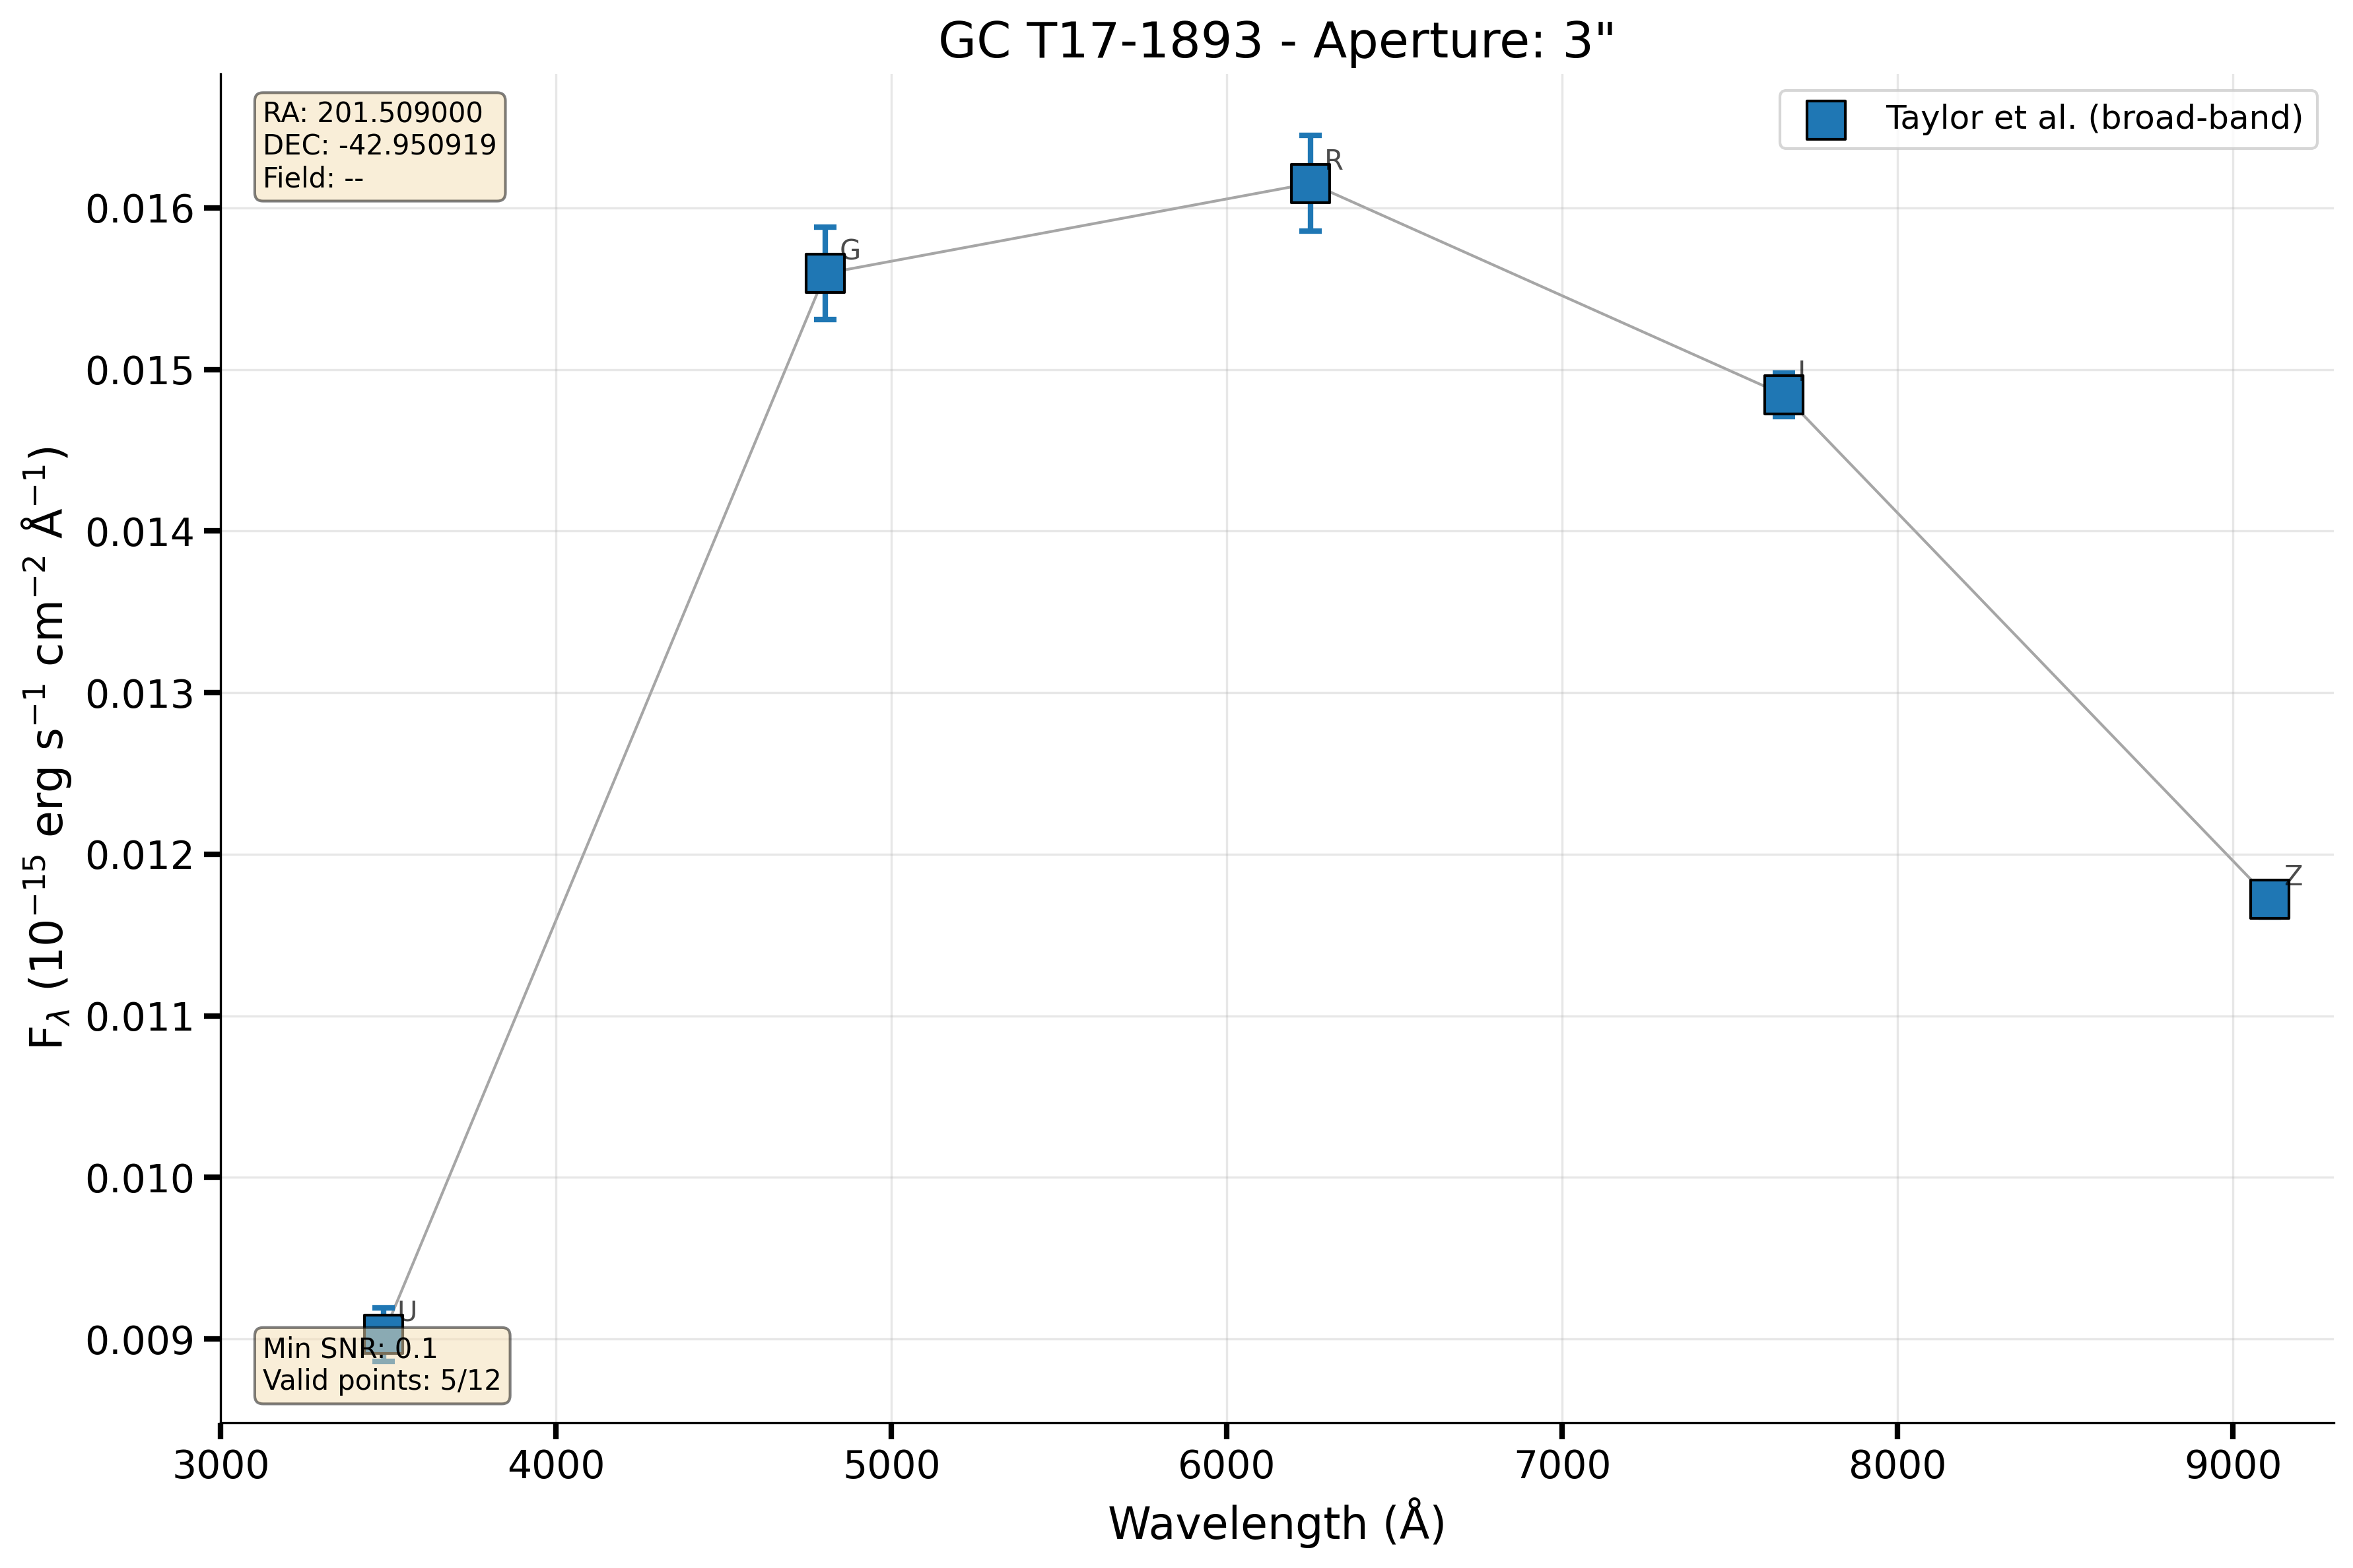 GC T17-1893 - Aperture: 3"
RA: 201.509000
DEC: -42.950919
Field: --
Taylor et al. (broad-band)
R
G
I
Z
U
0.016
0.015
0.014
0.013
0.012
0.011
0.010
0.009
F_λ (10⁻¹⁵ erg s⁻¹ cm⁻² Å⁻¹)
Min SNR: 0.1
Valid points: 5/12
3000 4000 5000 6000 7000 8000 9000
Wavelength (Å)